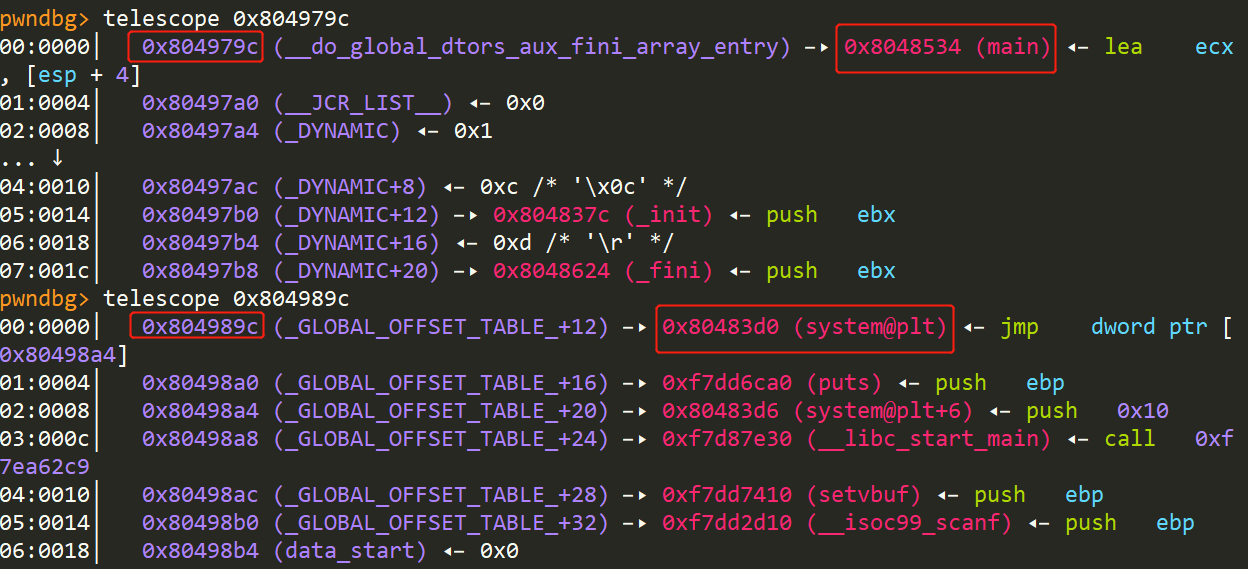 pwndbg> telescope 0x804979c
00:0000│ 0x804979c (__do_global_dtors_aux_fini_array_entry) —▸ 0x8048534 (main) ◂— lea ecx
, [esp + 4]
01:0004│ 0x80497a0 (__JCR_LIST__) ◂— 0x0
02:0008│ 0x80497a4 (_DYNAMIC) ◂— 0x1
... ↓
04:0010│ 0x80497ac (_DYNAMIC+8) ◂— 0xc /* '\x0c' */
05:0014│ 0x80497b0 (_DYNAMIC+12) —▸ 0x804837c (_init) ◂— push ebx
06:0018│ 0x80497b4 (_DYNAMIC+16) ◂— 0xd /* '\r' */
07:001c│ 0x80497b8 (_DYNAMIC+20) —▸ 0x8048624 (_fini) ◂— push ebx
pwndbg> telescope 0x804989c
00:0000│ 0x804989c (_GLOBAL_OFFSET_TABLE_+12) —▸ 0x80483d0 (system@plt) ◂— jmp dword ptr [
0x80498a4]
01:0004│ 0x80498a0 (_GLOBAL_OFFSET_TABLE_+16) —▸ 0xf7dd6ca0 (puts) ◂— push ebp
02:0008│ 0x80498a4 (_GLOBAL_OFFSET_TABLE_+20) —▸ 0x80483d6 (system@plt+6) ◂— push 0x10
03:000c│ 0x80498a8 (_GLOBAL_OFFSET_TABLE_+24) —▸ 0xf7d87e30 (__libc_start_main) ◂— call 0xf
7ea62c9
04:0010│ 0x80498ac (_GLOBAL_OFFSET_TABLE_+28) —▸ 0xf7dd7410 (setvbuf) ◂— push ebp
05:0014│ 0x80498b0 (_GLOBAL_OFFSET_TABLE_+32) —▸ 0xf7dd2d10 (__isoc99_scanf) ◂— push ebp
06:0018│ 0x80498b4 (data_start) ◂— 0x0